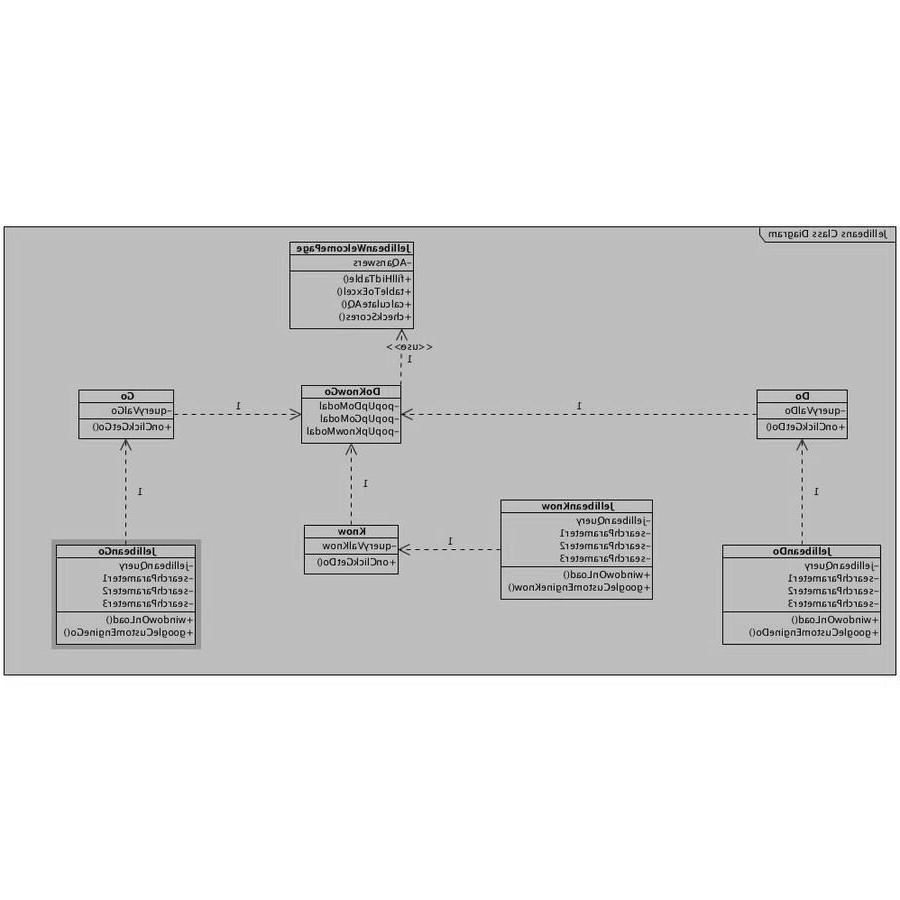 Jellibeans Class Diagram
JellibeanWelcomePage
-AQanswers
+fillHidTable()
+tableToExcel()
+calculateAQ()
+checkScores()
<<use>>
1
Do
-queryValDo
+onClickGetDo()
1
DoKnowGo
-popUpDoModal
-popUpGoModal
-popUpKnowModal
1
Go
-queryValGo
+onClickGetGo()
1
1
1
JellibeanKnow
-jellibeanQuery
-searchParameter1
-searchParameter2
-searchParameter3
+windowOnLoad()
+googleCustomEngineKnow()
1
Know
-queryValKnow
+onClickGetDo()
JellibeanDo
-jellibeanQuery
-searchParameter1
-searchParameter2
-searchParameter3
+windowOnLoad()
+googleCustomEngineDo()
JellibeanGo
-jellibeanQuery
-searchParameter1
-searchParameter2
-searchParameter3
+windowOnLoad()
+googleCustomEngineGo()